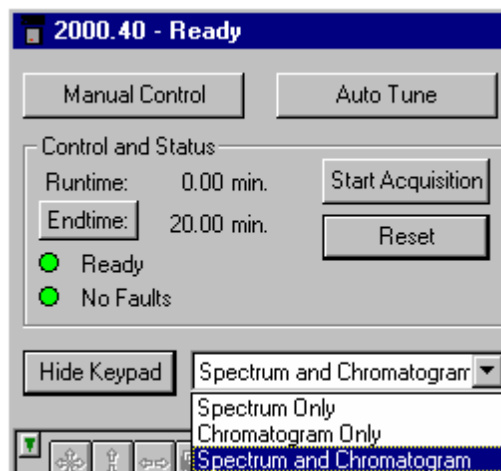 2000.40 - Ready
Manual Control Auto Tune
Control and Status
Runtime: 0.00 min. Start Acquisition
Endtime: 20.00 min. Reset
Ready
No Faults
Hide Keypad Spectrum and Chromatogram
Spectrum Only
Chromatogram Only
Spectrum and Chromatogram